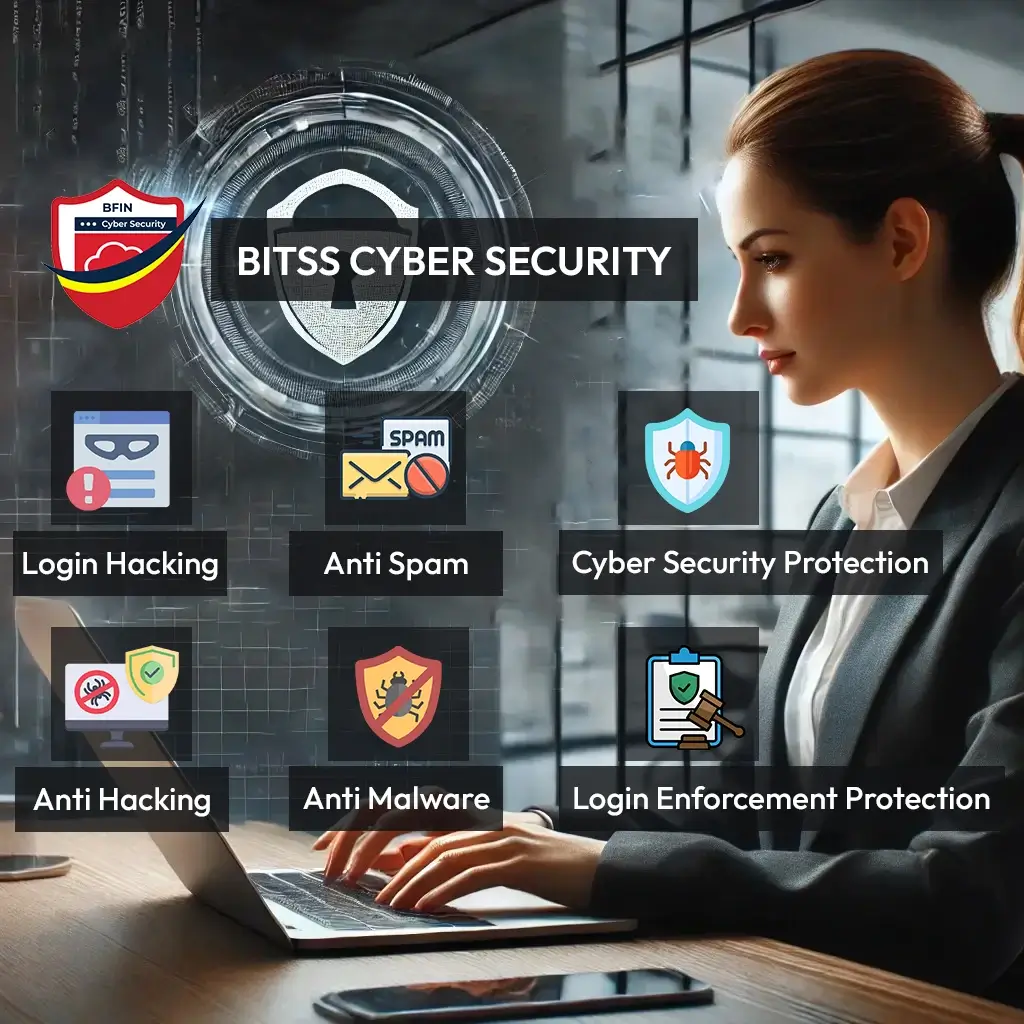 BFIN
Cyber Security
BITSS CYBER SECURITY
SPAM
Login Hacking
Anti Spam
Cyber Security Protection
Anti Hacking
Anti Malware
Login Enforcement Protection